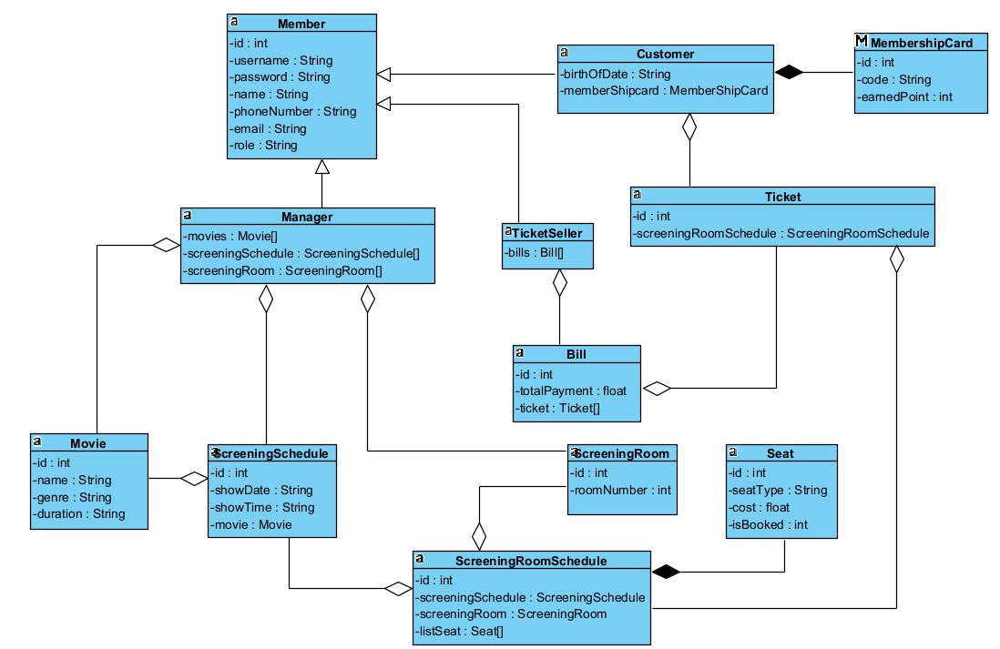 a
Member
-id : int
-username : String
-password : String
-name : String
-phoneNumber : String
-email : String
-role : String
a
Customer
-birthOfDate : String
-memberShipcard : MemberShipCard
M
MembershipCard
-id : int
-code : String
-earnedPoint : int
a
Manager
-movies : Movie[]
-screeningSchedule : ScreeningSchedule[]
-screeningRoom : ScreeningRoom[]
a
TicketSeller
-bills : Bill[]
a
Ticket
-id : int
-screeningRoomSchedule : ScreeningRoomSchedule
a
Bill
-id : int
-totalPayment : float
-ticket : Ticket[]
a
Movie
-id : int
-name : String
-genre : String
-duration : String
a
ScreeningSchedule
-id : int
-showDate : String
-showTime : String
-movie : Movie
a
ScreeningRoom
-id : int
-roomNumber : int
a
Seat
-id : int
-seatType : String
-cost : float
-isBooked : int
a
ScreeningRoomSchedule
-id : int
-screeningSchedule : ScreeningSchedule
-screeningRoom : ScreeningRoom
-listSeat : Seat[]